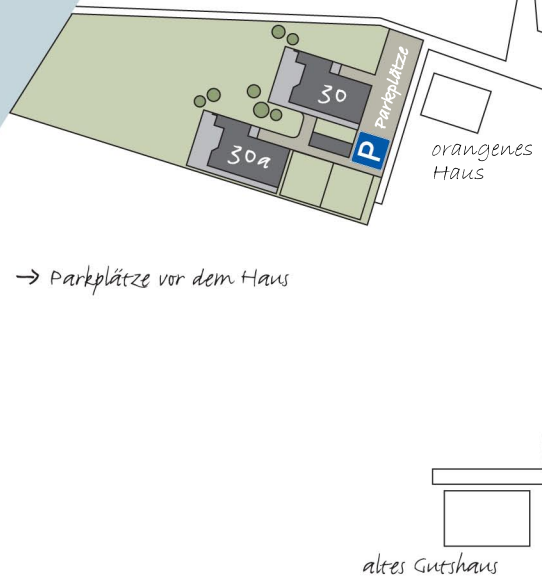 30
Parkplätze
P
30a
orangenes
Haus
→ Parkplätze vor dem Haus
altes Gutshaus